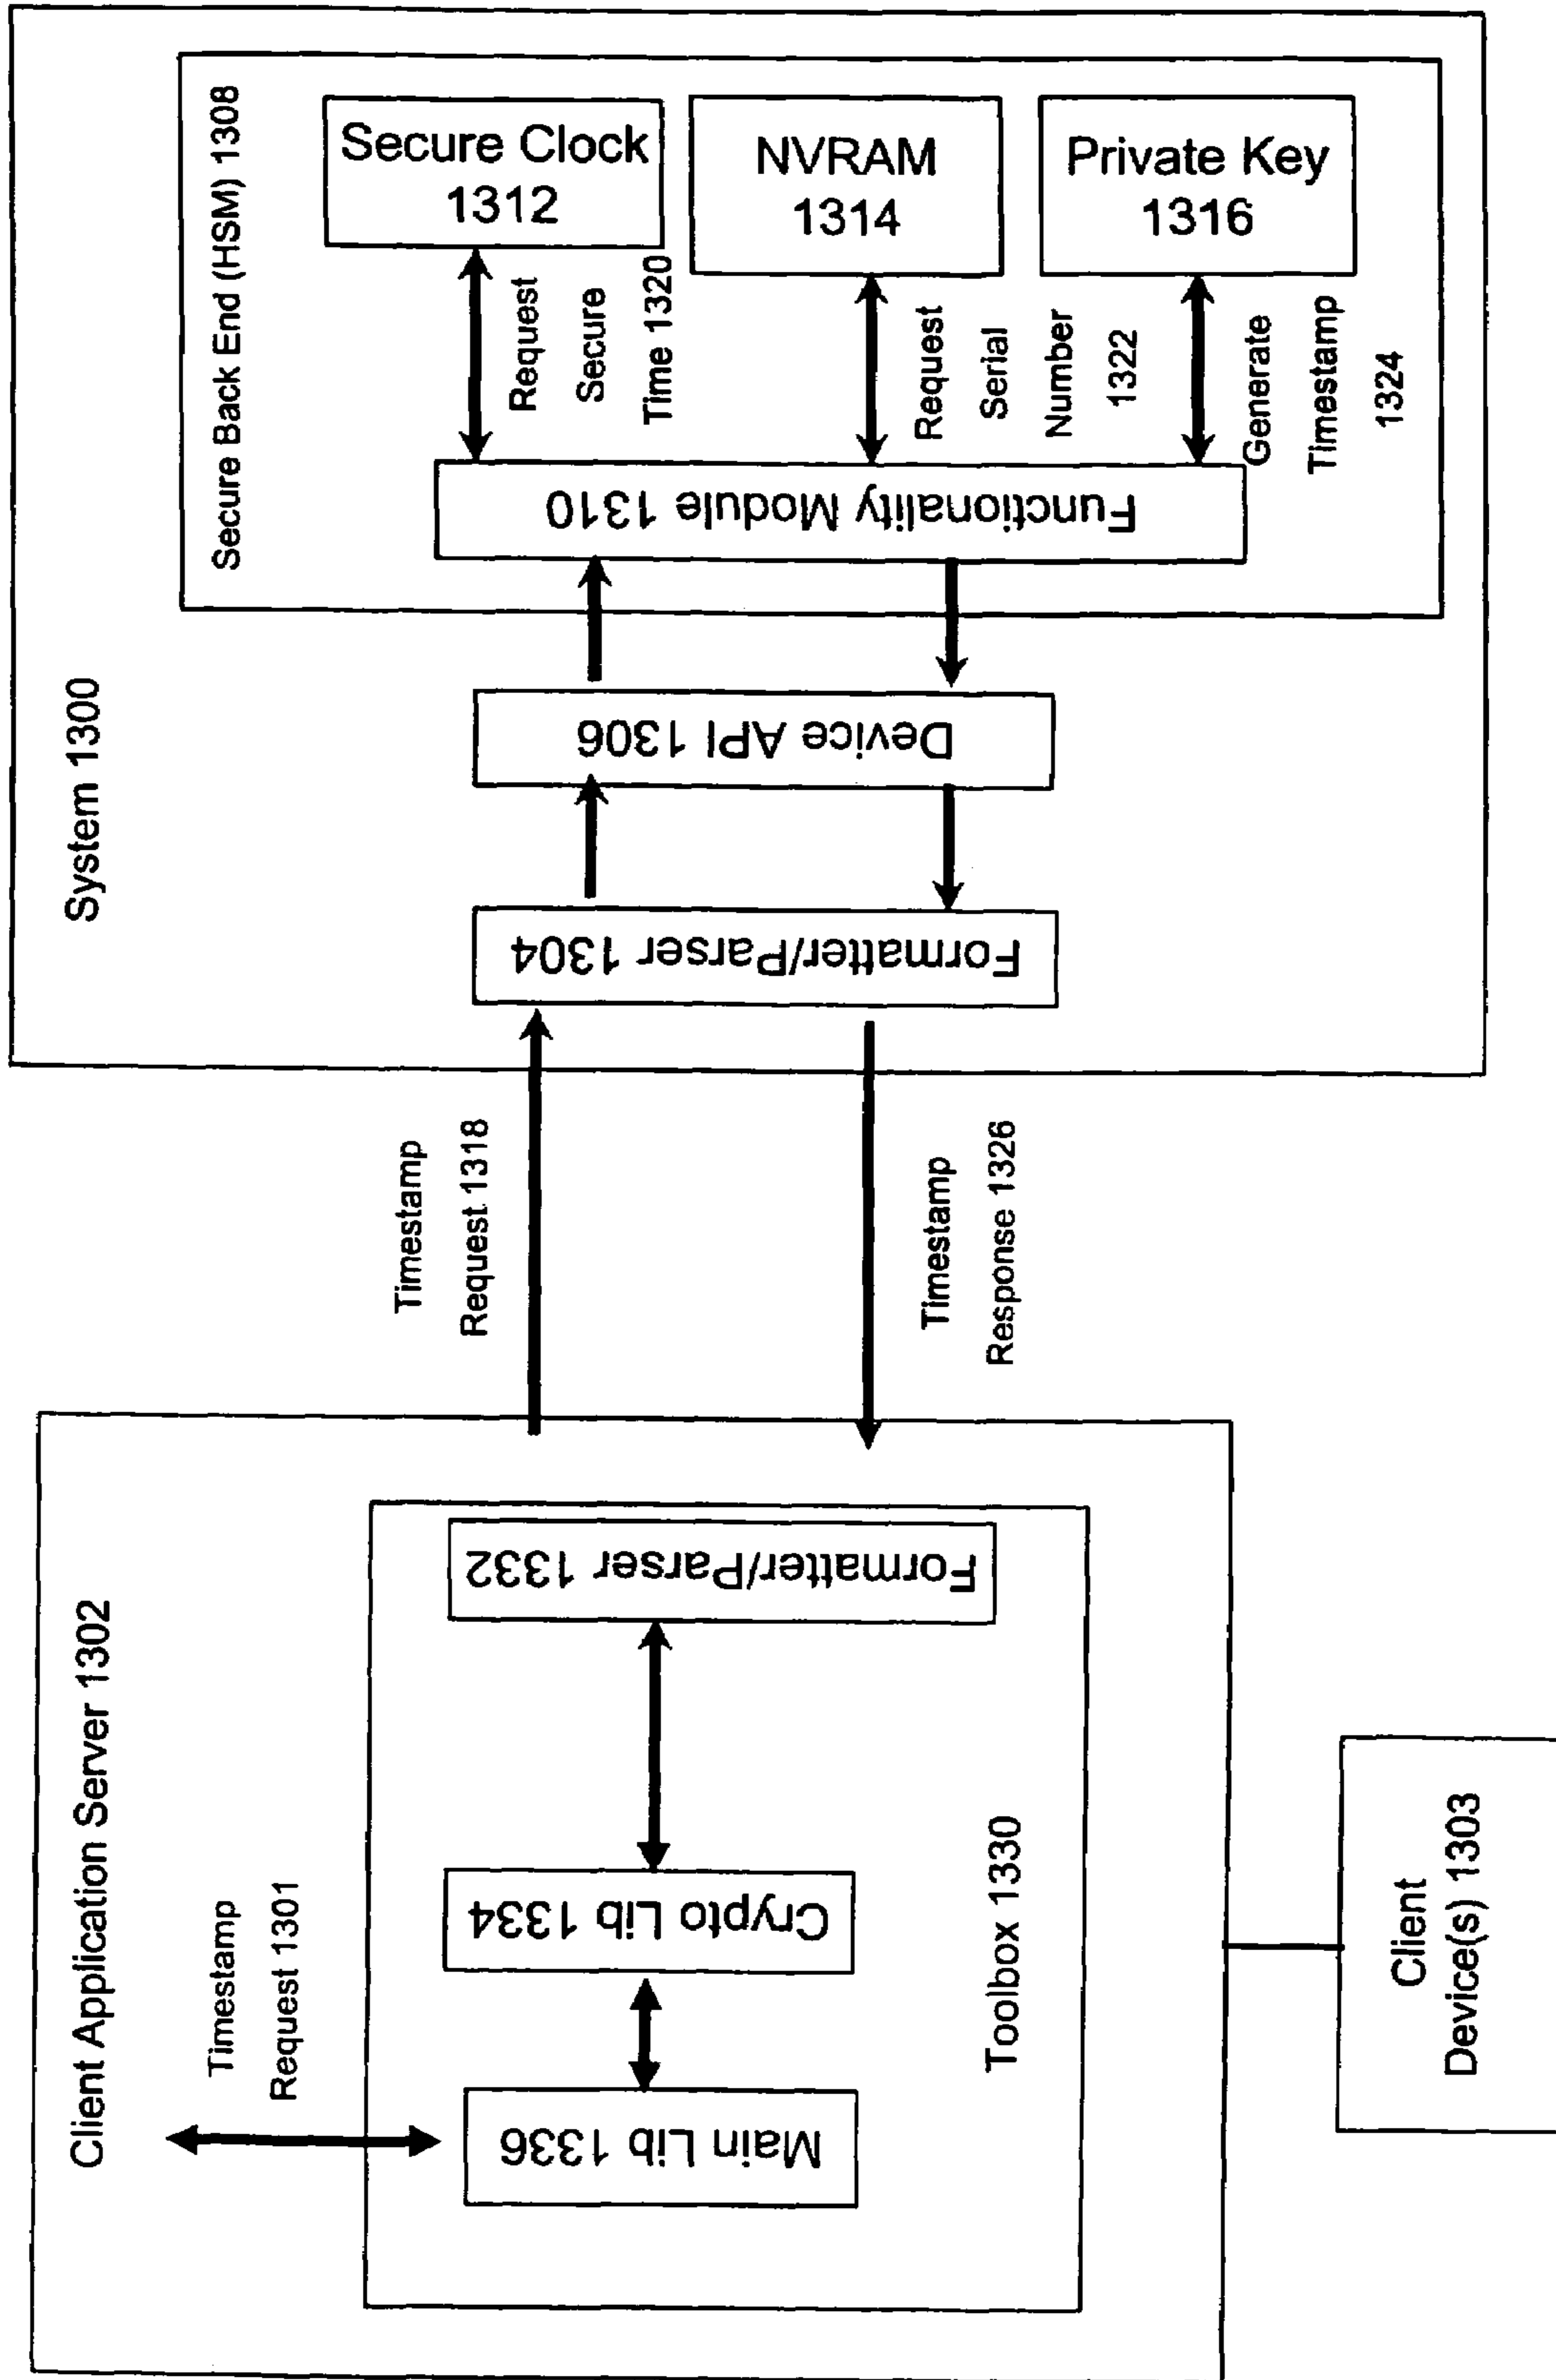 Client Application Server 1302
Timestamp
Request 1301
Main Lib 1336
Crypto Lib 1334
Formatter/Parser 1332
Toolbox 1330
Client
Device(s) 1303
Timestamp
Request 1318
Timestamp
Response 1326
System 1300
Formatter/Parser 1304
Device API 1306
Secure Back End (HSM) 1308
Functionality Module 1310
Request
Secure
Time 1320
Secure Clock
1312
Request
Serial
Number
1322
NVRAM
1314
Generate
Timestamp
1324
Private Key
1316